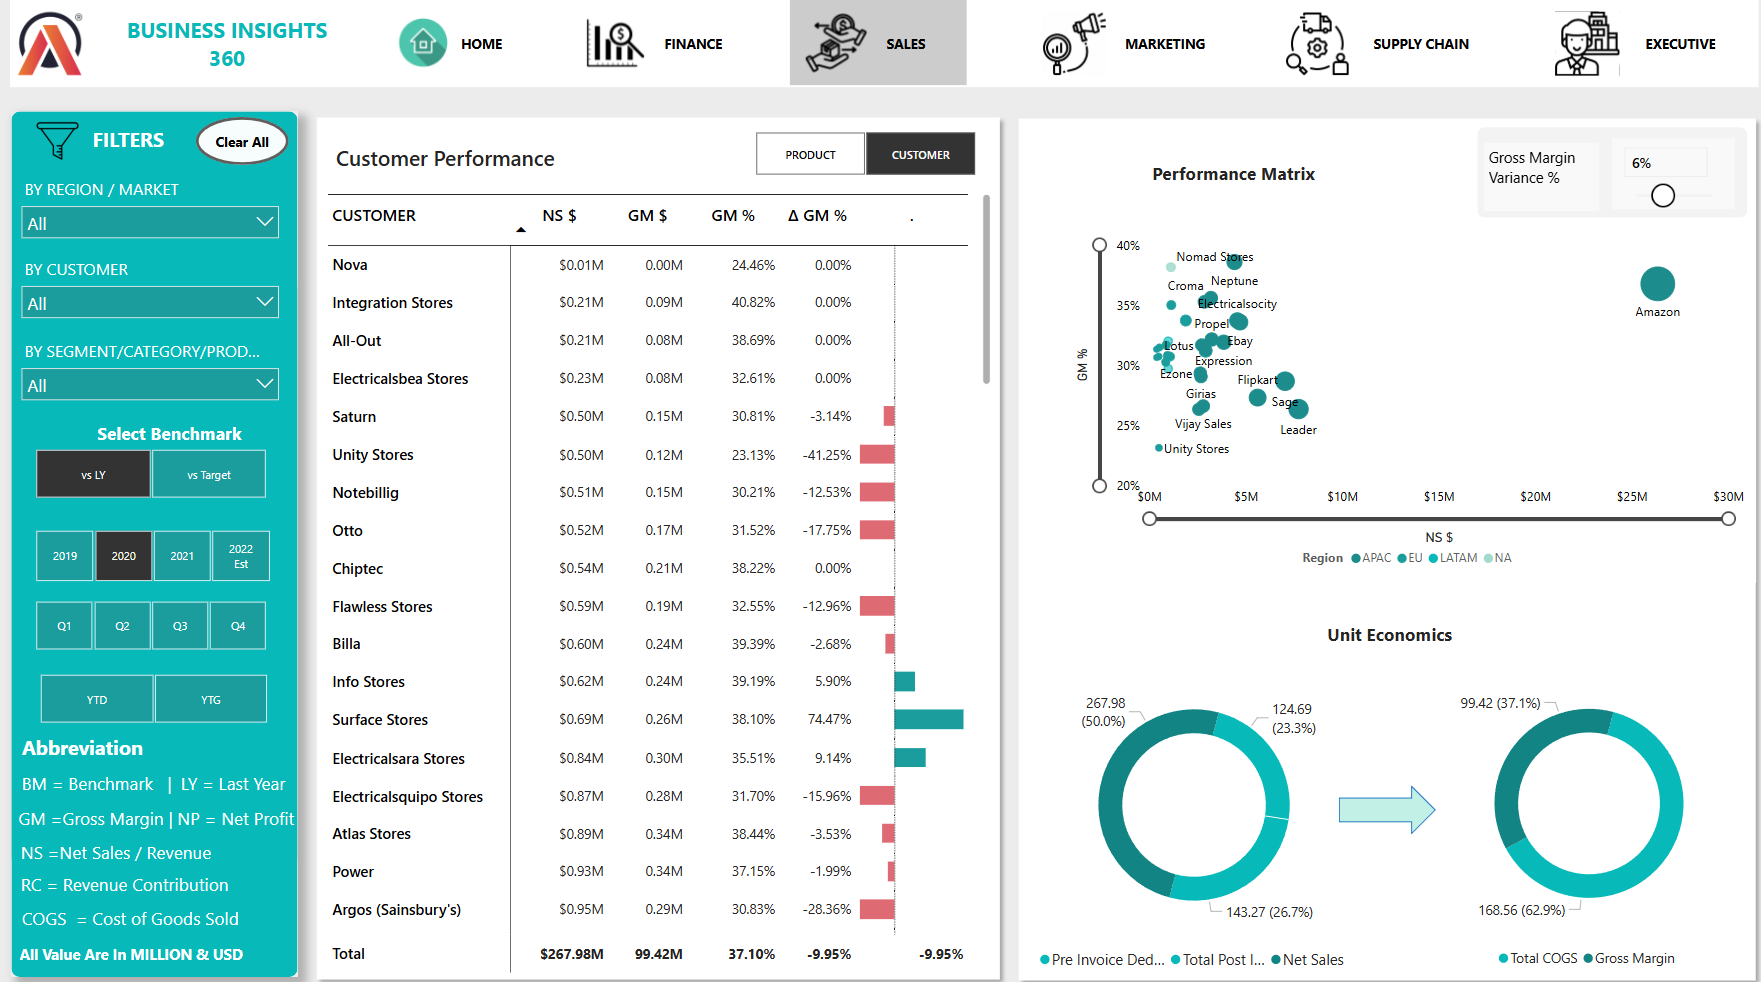 BUSINESS INSIGHTS
360
HOME
FINANCE
SALES
MARKETING
SUPPLY CHAIN
EXECUTIVE
FILTERS
Clear All
BY REGION / MARKET
All
BY CUSTOMER
All
BY SEGMENT/CATEGORY/PROD...
All
Select Benchmark
vs LY
vs Target
2019
2020
2021
2022
Est
Q1
Q2
Q3
Q4
YTD
YTG
Abbreviation
BM = Benchmark | LY = Last Year
GM =Gross Margin | NP = Net Profit
NS =Net Sales / Revenue
RC = Revenue Contribution
COGS = Cost of Goods Sold
All Value Are In MILLION & USD
Customer Performance
PRODUCT
CUSTOMER
CUSTOMER NS $ GM $ GM % Δ GM % .
Nova $0.01M 0.00M 24.46% 0.00%
Integration Stores $0.21M 0.09M 40.82% 0.00%
All-Out $0.21M 0.08M 38.69% 0.00%
Electricalsbea Stores $0.23M 0.08M 32.61% 0.00%
Saturn $0.50M 0.15M 30.81% -3.14%
Unity Stores $0.50M 0.12M 23.13% -41.25%
Notebillig $0.51M 0.15M 30.21% -12.53%
Otto $0.52M 0.17M 31.52% -17.75%
Chiptec $0.54M 0.21M 38.22% 0.00%
Flawless Stores $0.59M 0.19M 32.55% -12.96%
Billa $0.60M 0.24M 39.39% -2.68%
Info Stores $0.62M 0.24M 39.19% 5.90%
Surface Stores $0.69M 0.26M 38.10% 74.47%
Electricalsara Stores $0.84M 0.30M 35.51% 9.14%
Electricalsquipo Stores $0.87M 0.28M 31.70% -15.96%
Atlas Stores $0.89M 0.34M 38.44% -3.53%
Power $0.93M 0.34M 37.15% -1.99%
Argos (Sainsbury's) $0.95M 0.29M 30.83% -28.36%
Total $267.98M 99.42M 37.10% -9.95% -9.95%
Performance Matrix
Gross Margin
Variance %
6%
GM %
40%
35%
30%
25%
20%
Nomad Stores
Neptune
Croma
Electricalsocity
Propel
Lotus
Ebay
Expression
Ezone
Flipkart
Girias
Sage
Vijay Sales
Leader
Unity Stores
Amazon
$0M $5M $10M $15M $20M $25M $30M
NS $
Region APAC EU LATAM NA
Unit Economics
267.98
(50.0%)
124.69
(23.3%)
143.27 (26.7%)
Pre Invoice Ded... Total Post I... Net Sales
99.42 (37.1%)
168.56 (62.9%)
Total COGS Gross Margin